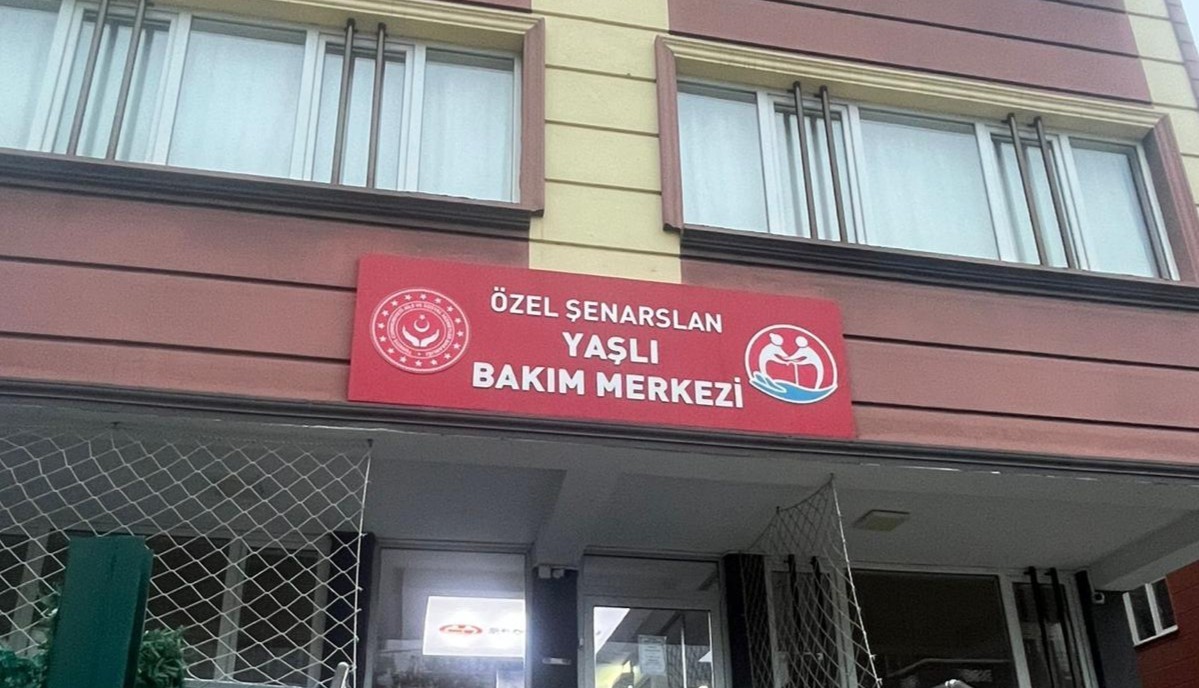 ÖZEL ŞENARSLAN
YAŞLI
BAKIM MERKEZİ